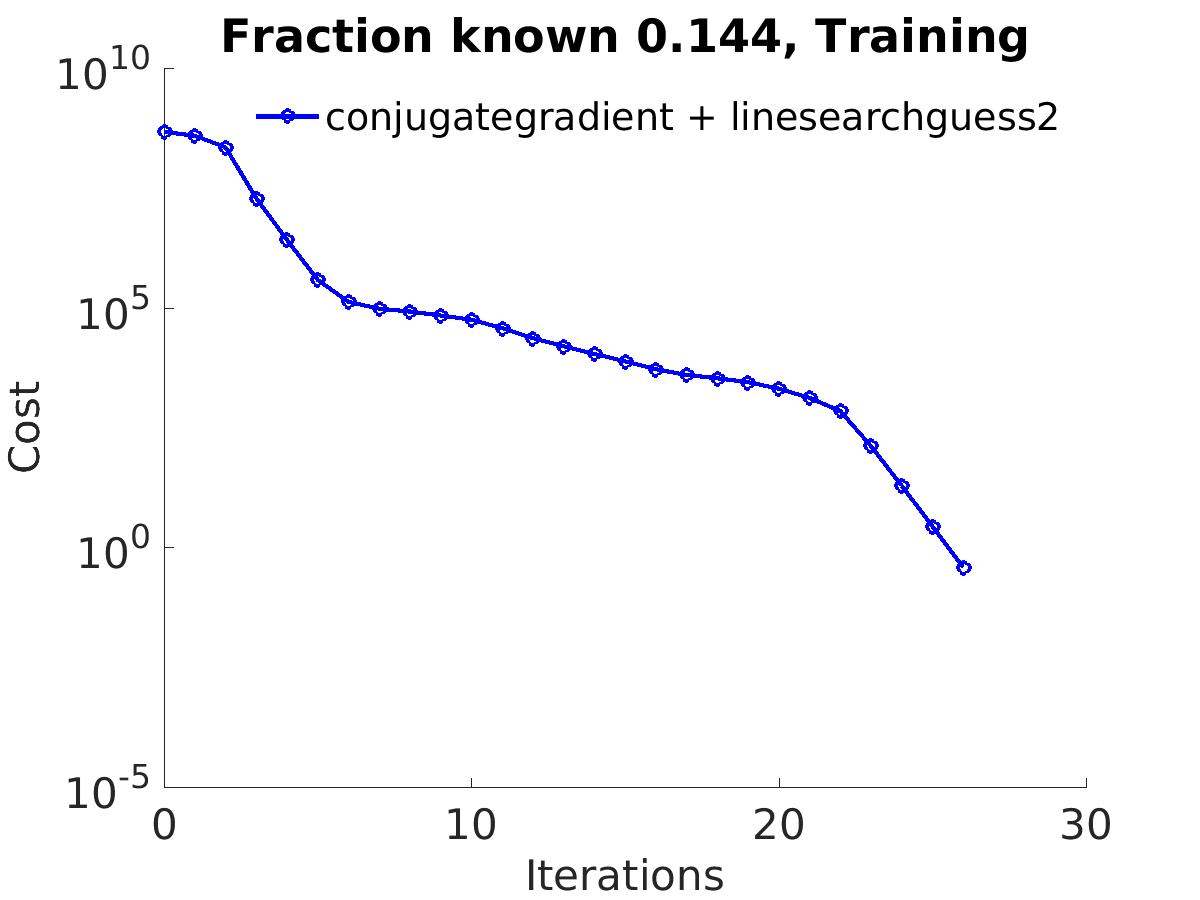 Fraction known 0.144, Training
conjugategradient + linesearchguess2
Cost
10^10
10^5
10^0
10^-5
0 10 20 30
Iterations